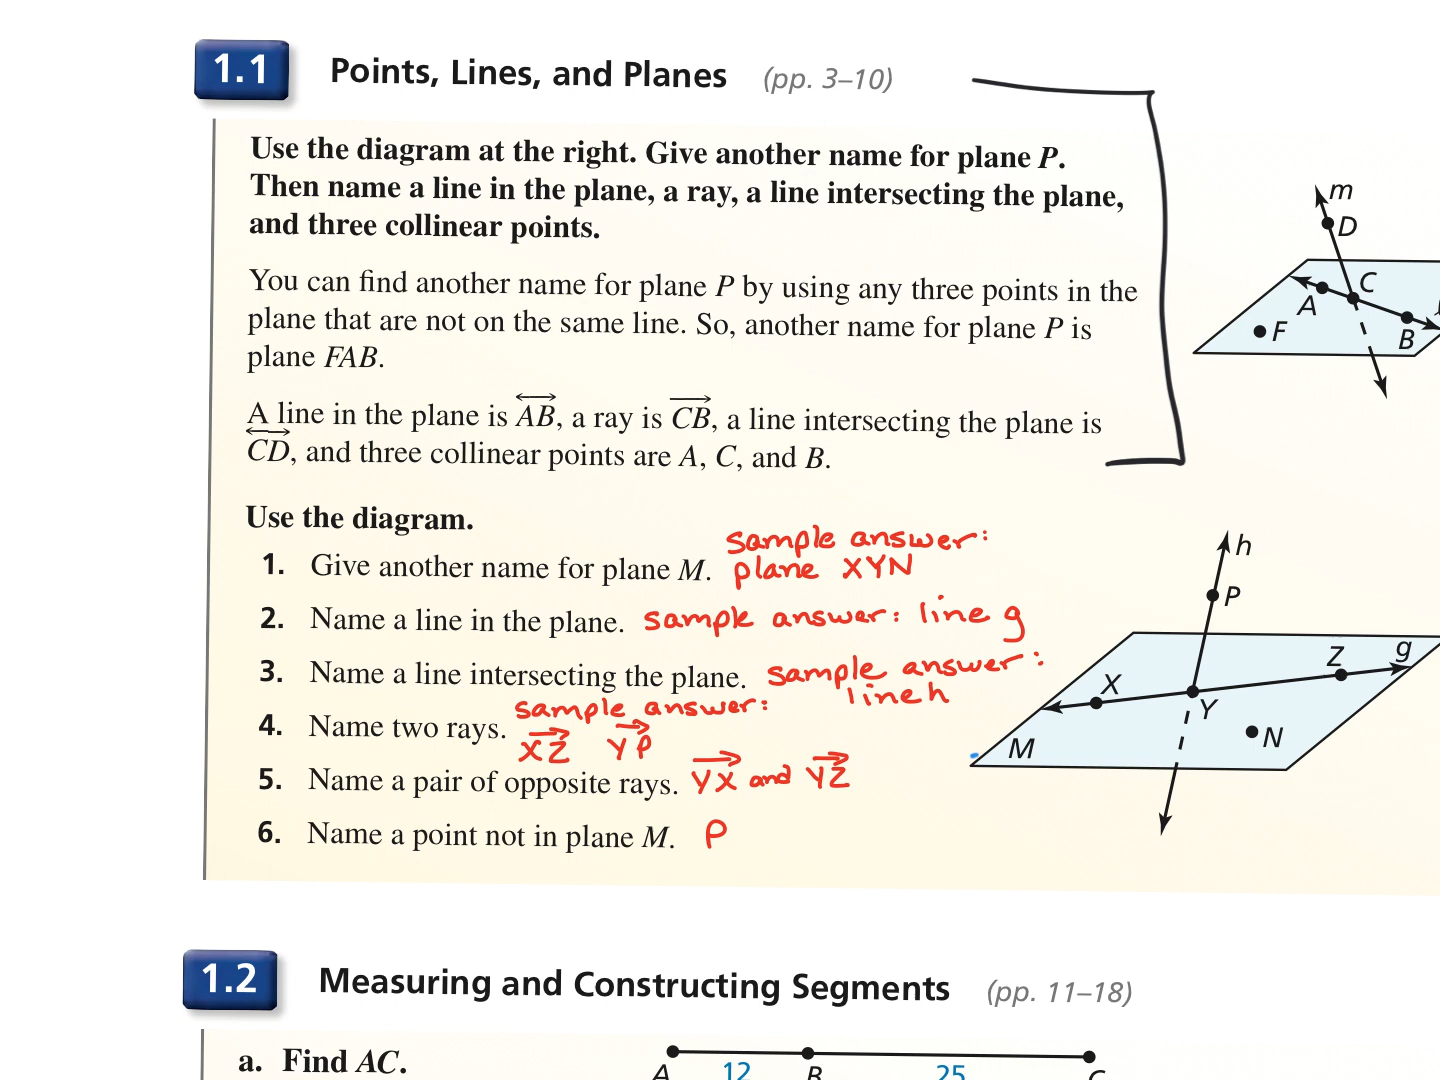 1.1 Points, Lines, and Planes (pp. 3–10)
Use the diagram at the right. Give another name for plane P.
Then name a line in the plane, a ray, a line intersecting the plane,
and three collinear points.
You can find another name for plane P by using any three points in the
plane that are not on the same line. So, another name for plane P is
plane FAB.
A line in the plane is AB, a ray is CB, a line intersecting the plane is
CD, and three collinear points are A, C, and B.
m
D
C
A
F
B
Use the diagram.
1. Give another name for plane M. sample answer:
plane XYN
2. Name a line in the plane. sample answer: line g
3. Name a line intersecting the plane. sample answer:
line h
4. Name two rays. sample answer:
XZ YP
5. Name a pair of opposite rays. YX and YZ
6. Name a point not in plane M. P
h
P
Z g
X
Y
N
M
1.2 Measuring and Constructing Segments (pp. 11–18)
a. Find AC.
A 12 B 25 C